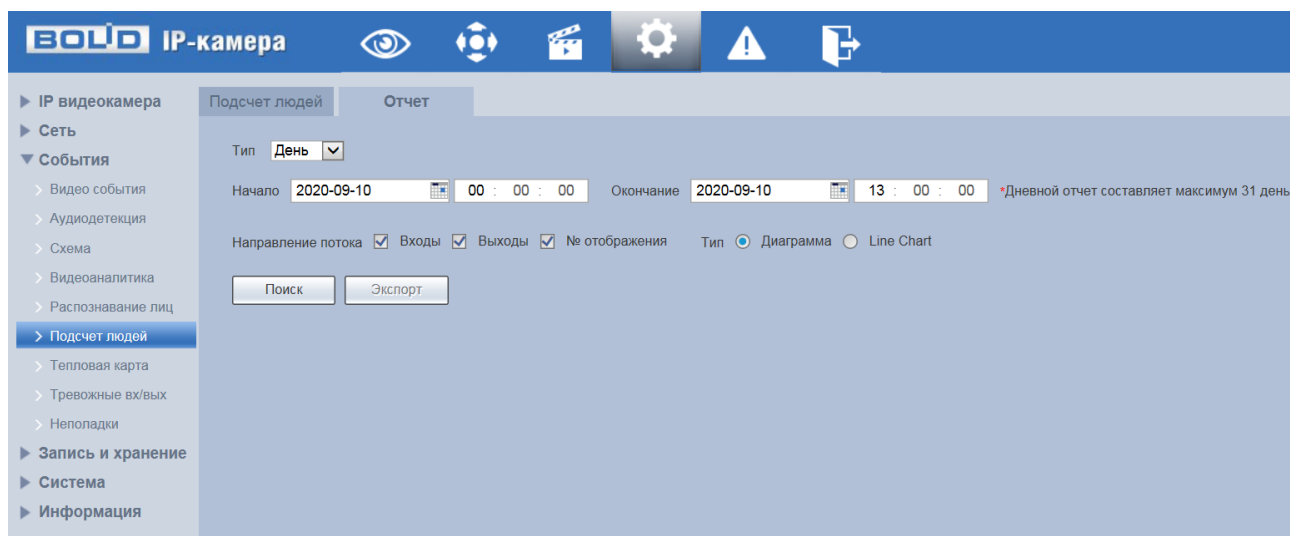 BOLID IP-камера
IP видеокамера
Сеть
События
Видео события
Аудиодетекция
Схема
Видеоаналитика
Распознавание лиц
Подсчет людей
Тепловая карта
Тревожные вх/вых
Неполадки
Запись и хранение
Система
Информация
Подсчет людей Отчет
Тип День
Начало 2020-09-10 00 : 00 : 00 Окончание 2020-09-10 13 : 00 : 00 *Дневной отчет составляет максимум 31 день
Направление потока Входы Выходы № отображения Тип Диаграмма Line Chart
Поиск Экспорт